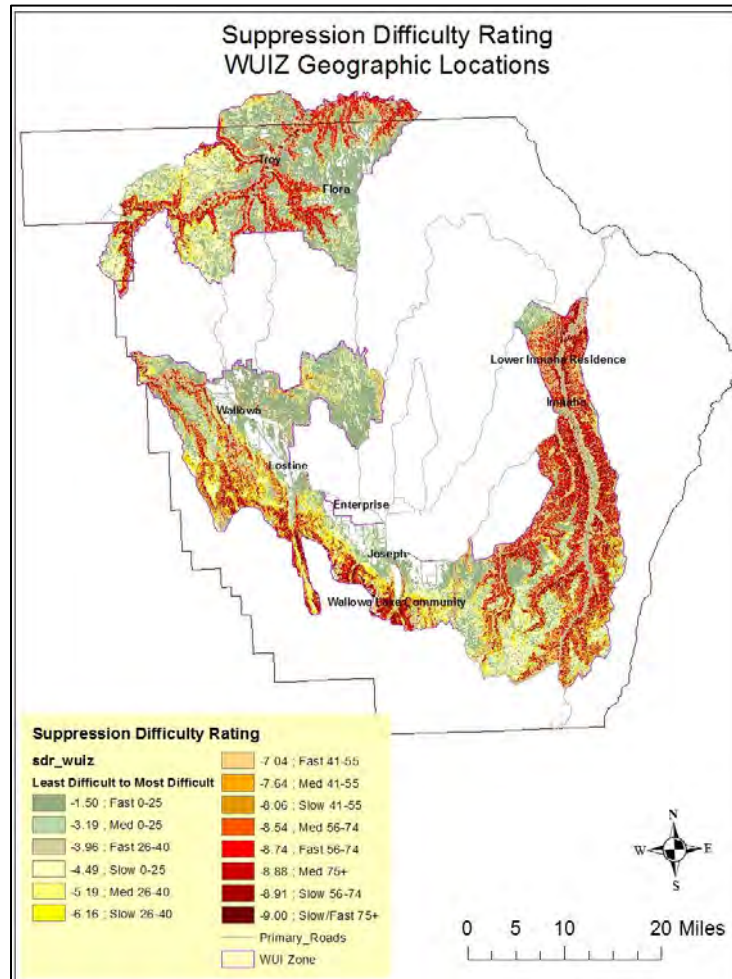 Suppression Difficulty Rating
WUIZ Geographic Locations
Troy
Flora
Lower Imnaha Residence
Imnaha
Wallowa
Lostine
Enterprise
Joseph
Wallowa Lake Community
Suppression Difficulty Rating
sdr_wuiz
Least Difficult to Most Difficult
-1.50 ; Fast 0-25
-3.19 ; Med 0-25
-3.96 ; Fast 26-40
-4.49 ; Slow 0-25
-5.19 ; Med 26-40
-6.16 ; Slow 26-40
-7.04 ; Fast 41-55
-7.64 ; Med 41-55
-8.06 ; Slow 41-55
-8.54 ; Med 56-74
-8.74 ; Fast 56-74
-8.88 ; Med 75+
-8.91 ; Slow 56-74
-9.00 ; Slow/Fast 75+
Primary_Roads
WUI Zone
N
W E
S
0 5 10 20 Miles